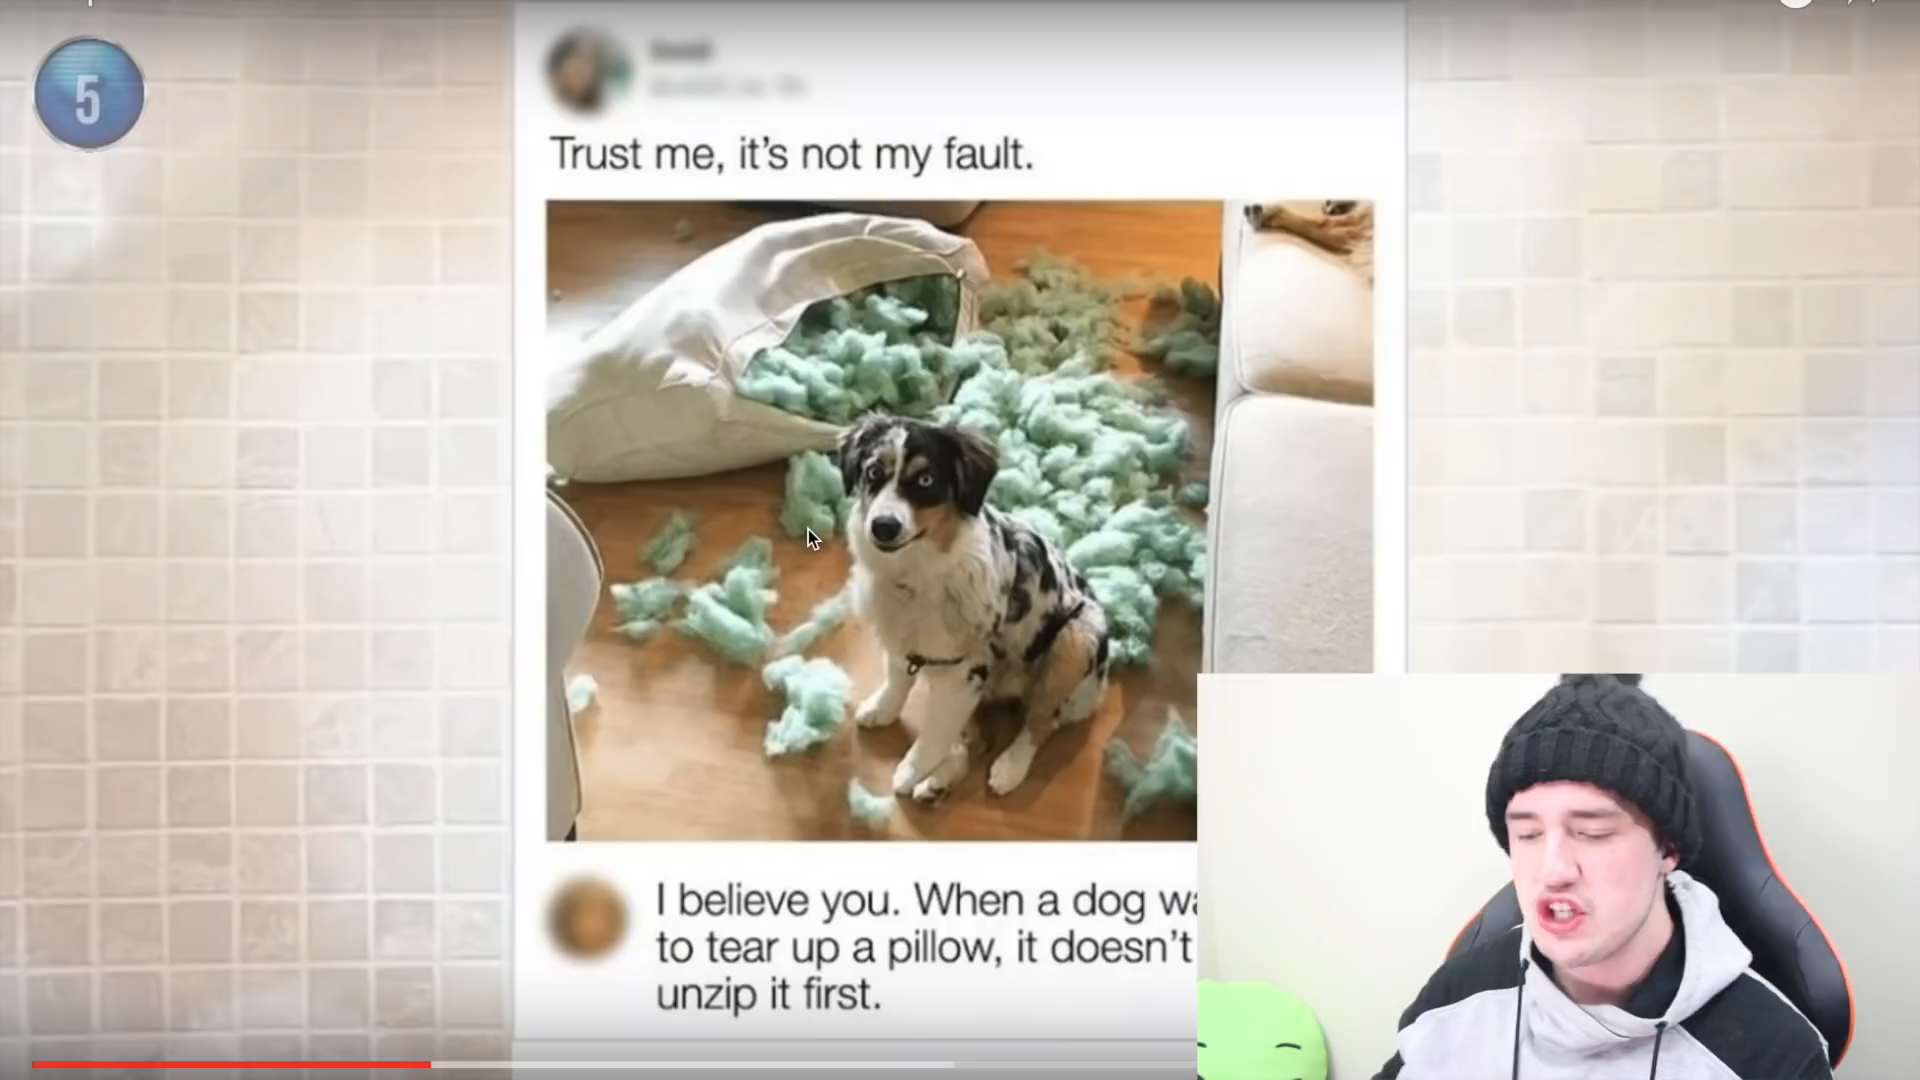 5
Trust me, it's not my fault.
I believe you. When a dog
to tear up a pillow, it doesn't
unzip it first.